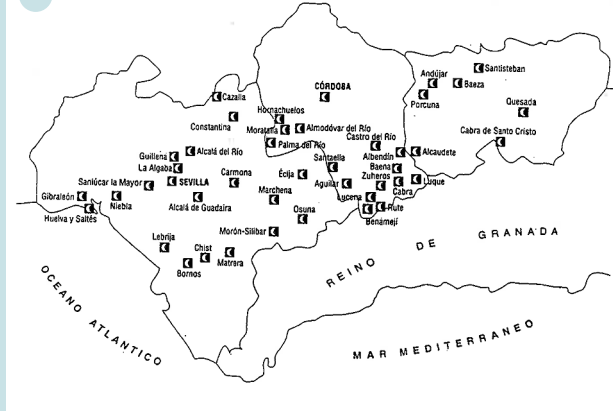 Santisteban
Andújar
Baeza
CÓRDOBA
Cazalla
Porcuna
Quesada
Hornachuelos
Constantina
Moratalla
Almodóvar del Río
Cabra de Santo Cristo
Castro del Río
Palma del Río
Alcalá del Río
Guillena
Albendín
Alcaudete
La Algaba
Santaella
Baena
Carmona
Écija
Zuheros
Sanlúcar la Mayor
SEVILLA
Aguilar
Luque
Gibraleón
Marchena
Lucena
Cabra
Niebla
Alcalá de Guadaira
Rute
Huelva y Saltés
Osuna
Benamejí
Morón-Silibar
Lebrija
Chist
Matrera
Bornos
REINO DE GRANADA
OCEANO ATLANTICO
MAR MEDITERRANEO